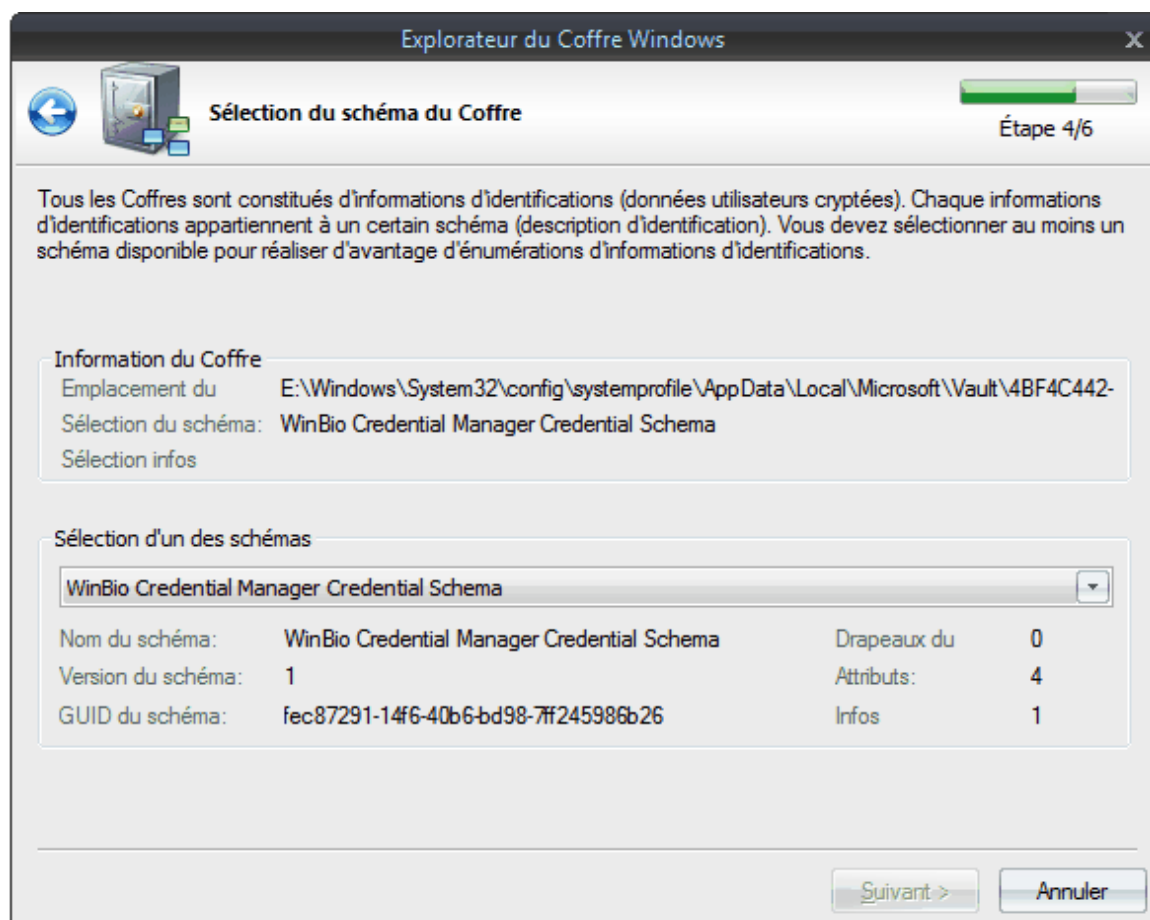 Explorateur du Coffre Windows
Sélection du schéma du Coffre
Étape 4/6
Tous les Coffres sont constitués d'informations d'identifications (données utilisateurs cryptées). Chaque informations
d'identifications appartiennent à un certain schéma (description d'identification). Vous devez sélectionner au moins un
schéma disponible pour réaliser d'avantage d'énumérations d'informations d'identifications.
Information du Coffre
Emplacement du E:\Windows\System32\config\systemprofile\AppData\Local\Microsoft\Vault\4BF4C442-
Sélection du schéma: WinBio Credential Manager Credential Schema
Sélection infos
Sélection d'un des schémas
WinBio Credential Manager Credential Schema
Nom du schéma: WinBio Credential Manager Credential Schema Drapeaux du 0
Version du schéma: 1 Attributs: 4
GUID du schéma: fec87291-14f6-40b6-bd98-7ff245986b26 Infos 1
Suivant > Annuler